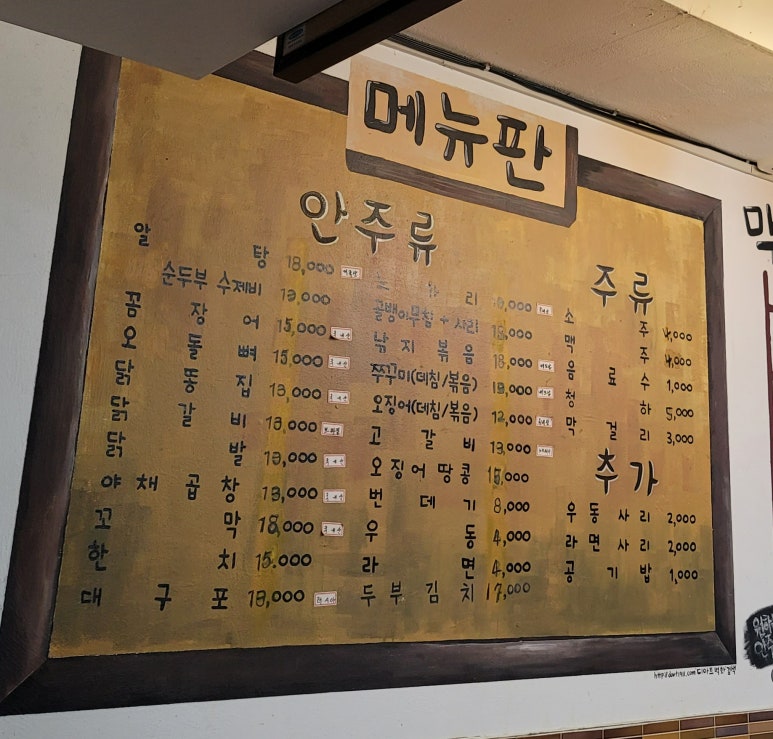 메뉴판
안주류
알탕 18,000
순두부 수제비 13,000
꼼장어 15,000
오돌뼈 15,000
닭똥집 13,000
닭갈비 13,000
닭발 13,000
야채곱창 13,000
꼬막 18,000
한치 15.000
대구포 13,000
가리
골뱅이무침 + 사리 18,000
낚지볶음 18,000
쭈꾸미(데침/볶음) 13,000
오징어(데침/볶음) 12,000
고갈비 13,000
오징어땅콩 15,000
번데기 8,000
우동 4,000
라면 4,000
두부김치 17,000
주류
소주 4,000
맥주 4,000
음료수 1,000
청하 5,000
막걸리 3,000
추가
우동사리 2,000
라면사리 2,000
공기밥 1,000